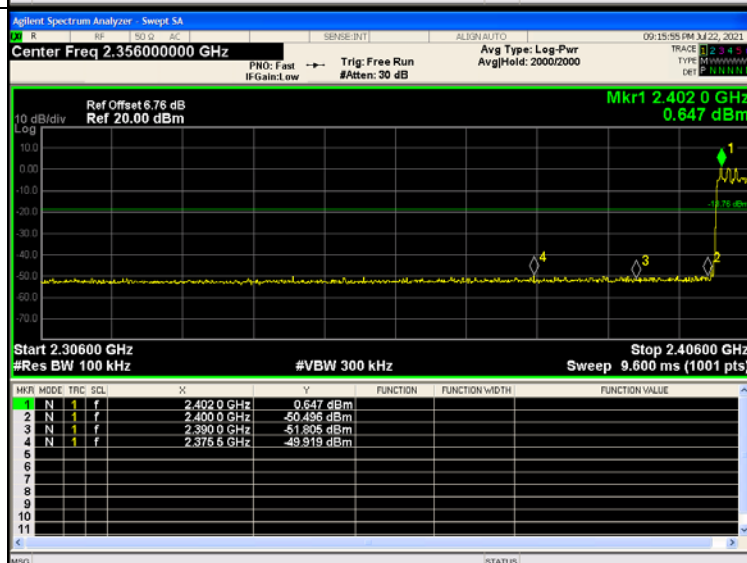 Agilent Spectrum Analyzer - Swept SA
R RF 50 Ω AC SENSE:INT ALIGN AUTO 09:15:55 PM Jul 22, 2021
Center Freq 2.356000000 GHz
PNO: Fast Trig: Free Run Avg Type: Log-Pwr TRACE 1 2 3 4 5
IFGain:Low #Atten: 30 dB Avg|Hold: 2000/2000 TYPE M
DET P N N N N
Mkr1 2.402 0 GHz
0.647 dBm
Ref Offset 6.76 dB
10 dB/div Ref 20.00 dBm
Log
10.0
0.00
-10.0
-20.0
-30.0
-40.0
-50.0
-60.0
-70.0
1
4
3
2
Start 2.30600 GHz Stop 2.40600 GHz
#Res BW 100 kHz #VBW 300 kHz Sweep 9.600 ms (1001 pts)
MKR MODE TRC SCL X Y FUNCTION FUNCTION WIDTH FUNCTION VALUE
1 N 1 f 2.402 0 GHz 0.647 dBm
2 N 1 f 2.400 0 GHz -50.496 dBm
3 N 1 f 2.390 0 GHz -51.805 dBm
4 N 1 f 2.375 5 GHz -49.919 dBm
5
6
7
8
9
10
11
MSG STATUS